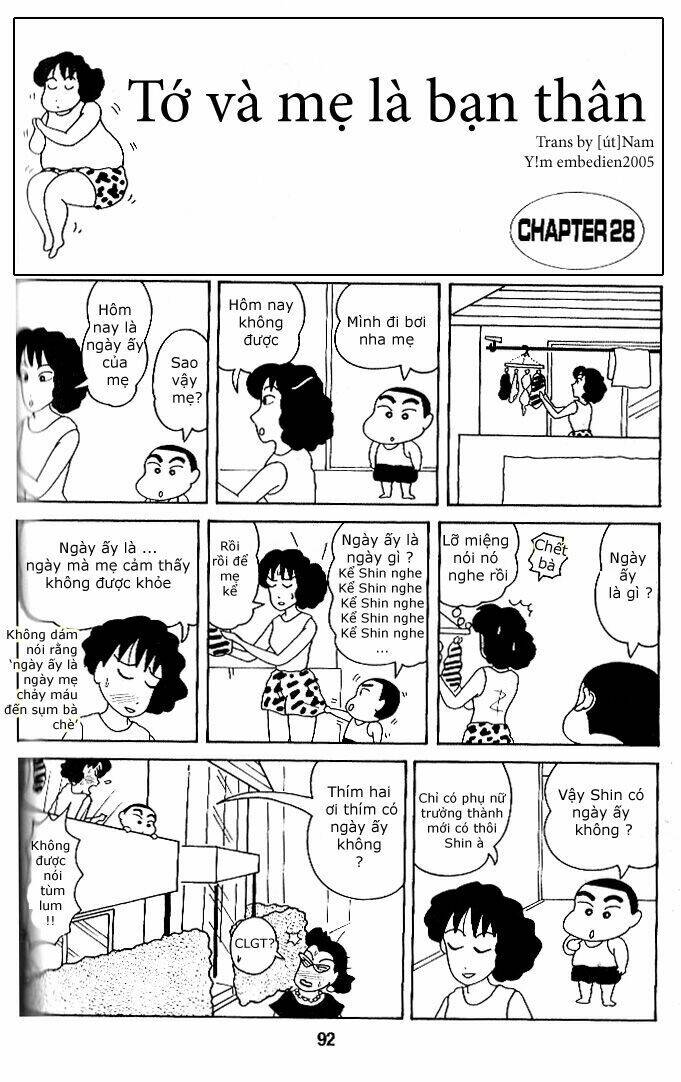 Tớ và mẹ là bạn thân
Trans by [út]Nam
Y!m embedien2005
CHAPTER 28
Mình đi bơi
nha mẹ
Hôm nay
không
được
Sao
vậy
mẹ?
Hôm
nay là
ngày ấy
của
mẹ
Ngày
ấy
là gì ?
Chết
bà
Lỡ miệng
nói nó
nghe rồi
Ngày ấy là
ngày gì ?
Kể Shin nghe
Kể Shin nghe
Kể Shin nghe
Kể Shin nghe
Kể Shin nghe
...
Rồi
rồi để
mẹ
kể
Ngày ấy là ...
ngày mà mẹ cảm thấy
không được khỏe
Không dám
nói rằng
'ngày ấy là
ngày mẹ
chảy máu
đến sụm bà
chè'
Vậy Shin có
ngày ấy
không ?
Chỉ có phụ nữ
trưởng thành
mới có thôi
Shin à
Thím hai
ơi thím có
ngày ấy
không
?
CLGT?
Không
được
nói
tùm
lum
!!
92